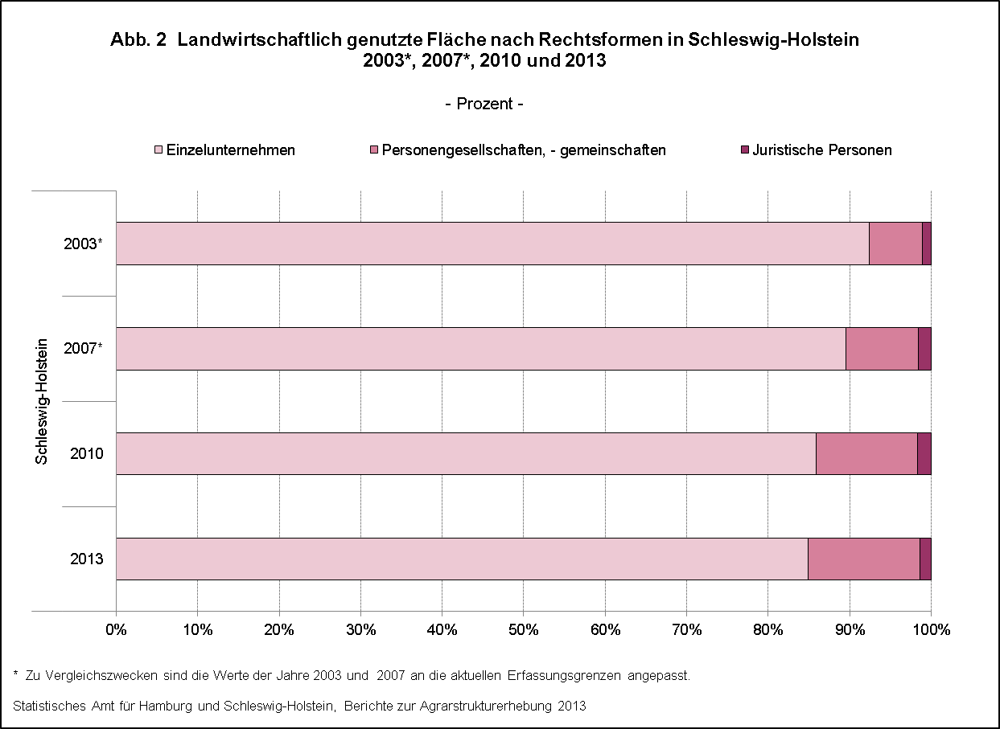 Abb. 2  Landwirtschaftlich genutzte Fläche nach Rechtsformen in Schleswig-Holstein
2003*, 2007*, 2010 und 2013
- Prozent -
Einzelunternehmen
Personengesellschaften, - gemeinschaften
Juristische Personen
Schleswig-Holstein
2003*
2007*
2010
2013
0% 10% 20% 30% 40% 50% 60% 70% 80% 90% 100%
* Zu Vergleichszwecken sind die Werte der Jahre 2003 und 2007 an die aktuellen Erfassungsgrenzen angepasst.
Statistisches Amt für Hamburg und Schleswig-Holstein, Berichte zur Agrarstrukturerhebung 2013